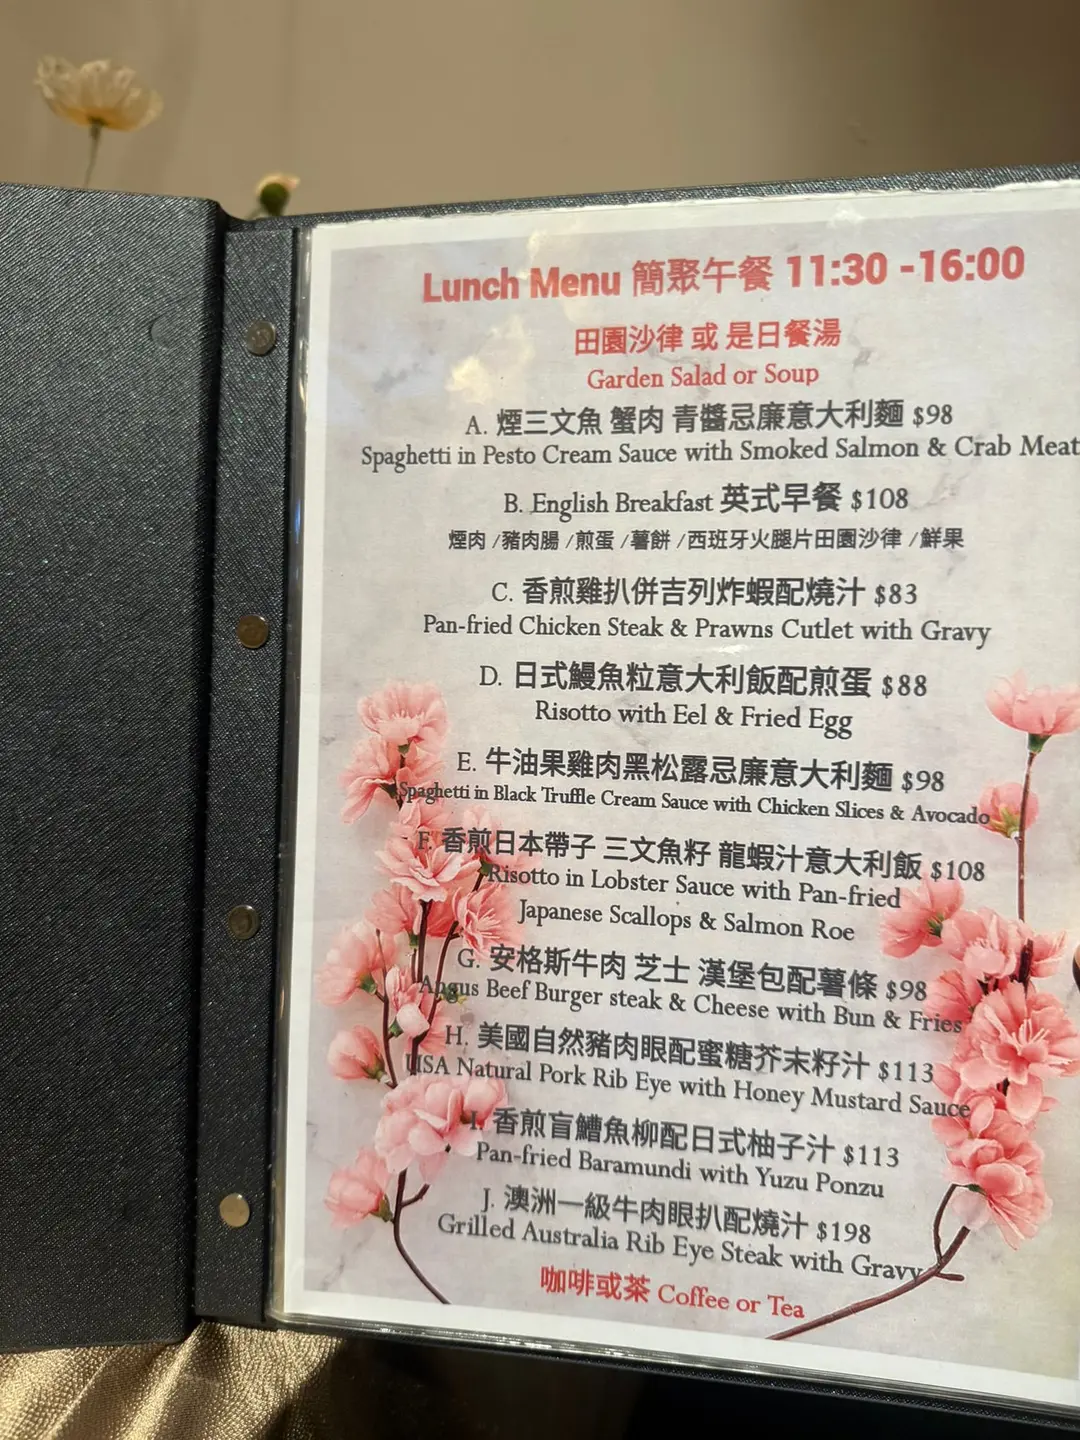 Lunch Menu 簡聚午餐 11:30 -16:00
田園沙律 或 是日餐湯
Garden Salad or Soup
A. 煙三文魚 蟹肉 青醬忌廉意大利麵 $98
Spaghetti in Pesto Cream Sauce with Smoked Salmon & Crab Meat
B. English Breakfast 英式早餐 $108
煙肉 /豬肉腸 /煎蛋 /薯餅 /西班牙火腿片田園沙律 /鮮果
C. 香煎雞扒併吉列炸蝦配燒汁 $83
Pan-fried Chicken Steak & Prawns Cutlet with Gravy
D. 日式鰻魚粒意大利飯配煎蛋 $88
Risotto with Eel & Fried Egg
E. 牛油果雞肉黑松露忌廉意大利麵 $98
Spaghetti in Black Truffle Cream Sauce with Chicken Slices & Avocado
F. 香煎日本帶子 三文魚籽 龍蝦汁意大利飯 $108
Risotto in Lobster Sauce with Pan-fried
Japanese Scallops & Salmon Roe
G. 安格斯牛肉 芝士 漢堡包配薯條 $98
Angus Beef Burger steak & Cheese with Bun & Fries
H. 美國自然豬肉眼配蜜糖芥末籽汁 $113
USA Natural Pork Rib Eye with Honey Mustard Sauce
I. 香煎盲鰽魚柳配日式柚子汁 $113
Pan-fried Baramundi with Yuzu Ponzu
J. 澳洲一級牛肉眼扒配燒汁 $198
Grilled Australia Rib Eye Steak with Gravy
咖啡或茶 Coffee or Tea